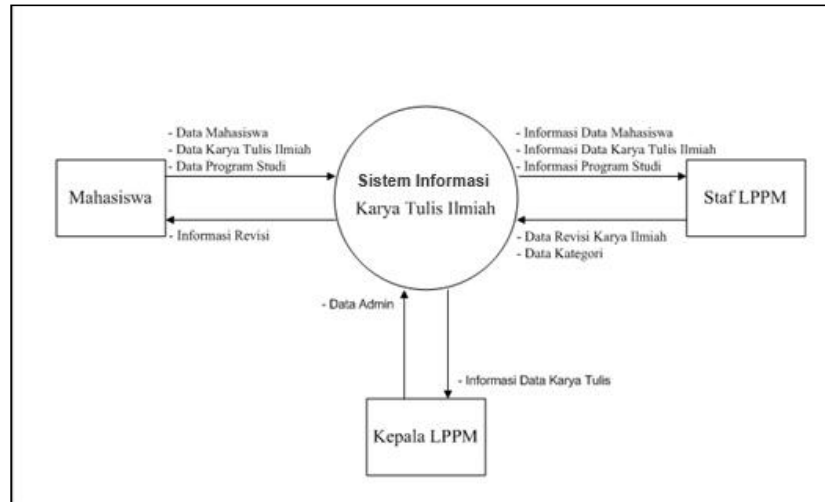 - Data Mahasiswa
- Data Karya Tulis Ilmiah
- Data Program Studi
Mahasiswa
- Informasi Revisi
Sistem Informasi
Karya Tulis Ilmiah
- Informasi Data Mahasiswa
- Informasi Data Karya Tulis Ilmiah
- Informasi Program Studi
Staf LPPM
- Data Revisi Karya Ilmiah
- Data Kategori
- Data Admin
- Informasi Data Karya Tulis
Kepala LPPM